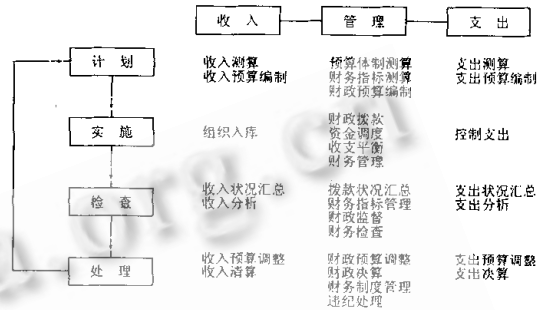 收入 管理 支出
计划 收入测算 预算体制测算 支出测算
收入预算编制 财务指标测算 支出预算编制
财政预算编制
财政拨款
实施 组织入库 资金调度 控制支出
收支平衡
财务管理
收入状况汇总 拨款状况汇总 支出状况汇总
检查 收入分析 财务指标管理 支出分析
财政监督
财务检查
收入预算调整 财政预算调整 支出预算调整
处理 收入清算 财政决算 支出决算
财务制度管理
违纪处理
.org.cn